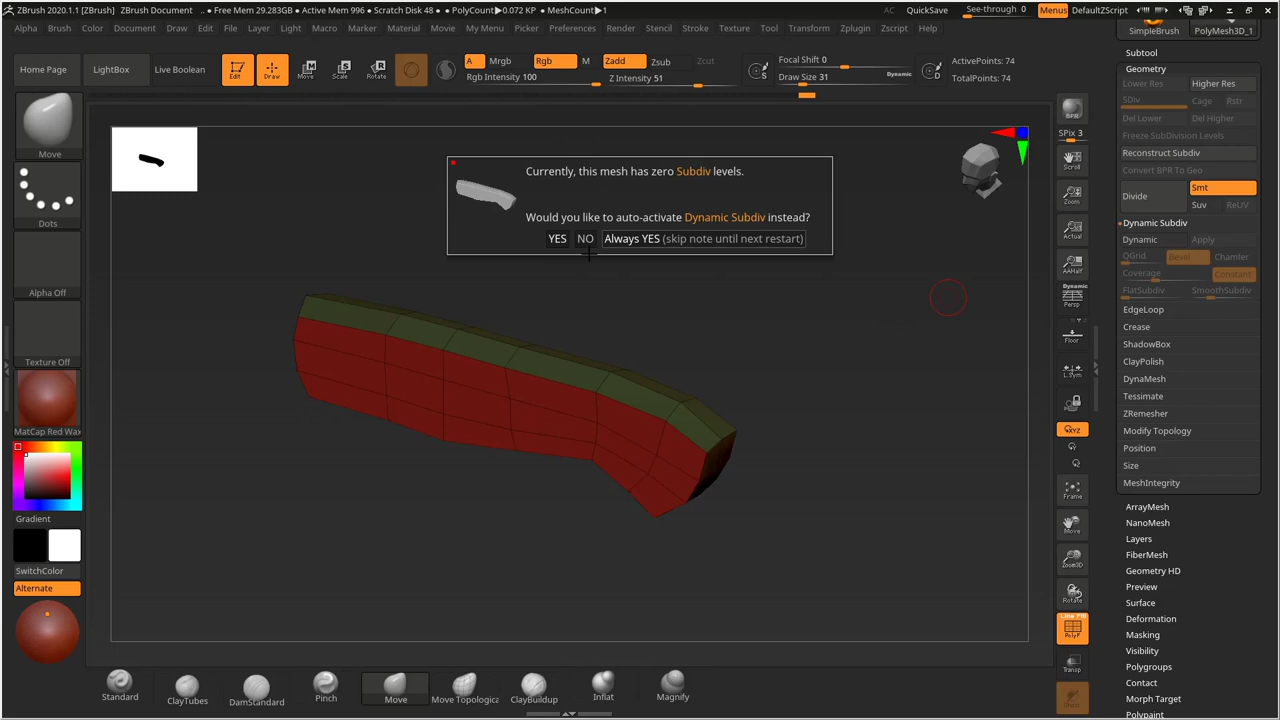 ZBrush 2020.1.1 [ZBrush] ZBrush Document .. • Free Mem 29.283GB • Active Mem 996 • Scratch Disk 48 • PolyCount▶0.072 KP • MeshCount▶1 AC QuickSave See-through 0 Menus DefaultZScript
Alpha Brush Color Document Draw Edit File Layer Light Macro Marker Material Movie My Menu Picker Preferences Render Stencil Stroke Texture Tool Transform Zplugin Zscript Help
SimpleBrush PolyMesh3D_1
Home Page LightBox Live Boolean Edit Draw Move Scale Rotate
A Mrgb Rgb M Zadd Zsub Zcut
Rgb Intensity 100 Z Intensity 51
S Focal Shift 0
Draw Size 31 Dynamic
D ActivePoints: 74
TotalPoints: 74
Move
Dots
Alpha Off
Texture Off
MatCap Red Wax
Gradient
SwitchColor
Alternate
Currently, this mesh has zero Subdiv levels.
Would you like to auto-activate Dynamic Subdiv instead?
YES NO Always YES (skip note until next restart)
BPR
SPix 3
Scroll
Zoom
Actual
AAHalf
Dynamic
Persp
Floor
L.Sym
XYZ
Frame
Move
Zoom3D
Rotate
Line Fill
PolyF
Transp
Subtool
Geometry
Lower Res Higher Res
SDiv Cage Rstr
Del Lower Del Higher
Freeze SubDivision Levels
Reconstruct Subdiv
Convert BPR To Geo
Divide Smt
Suv ReUV
Dynamic Subdiv
Dynamic Apply
QGrid Bevel Chamfer
Coverage Constant
FlatSubdiv SmoothSubdiv
EdgeLoop
Crease
ShadowBox
ClayPolish
DynaMesh
Tessimate
ZRemesher
Modify Topology
Position
Size
MeshIntegrity
ArrayMesh
NanoMesh
Layers
FiberMesh
Geometry HD
Preview
Surface
Deformation
Masking
Visibility
Polygroups
Contact
Morph Target
Polypaint
Standard ClayTubes DamStandard Pinch Move Move Topologica ClayBuildup Inflat Magnify